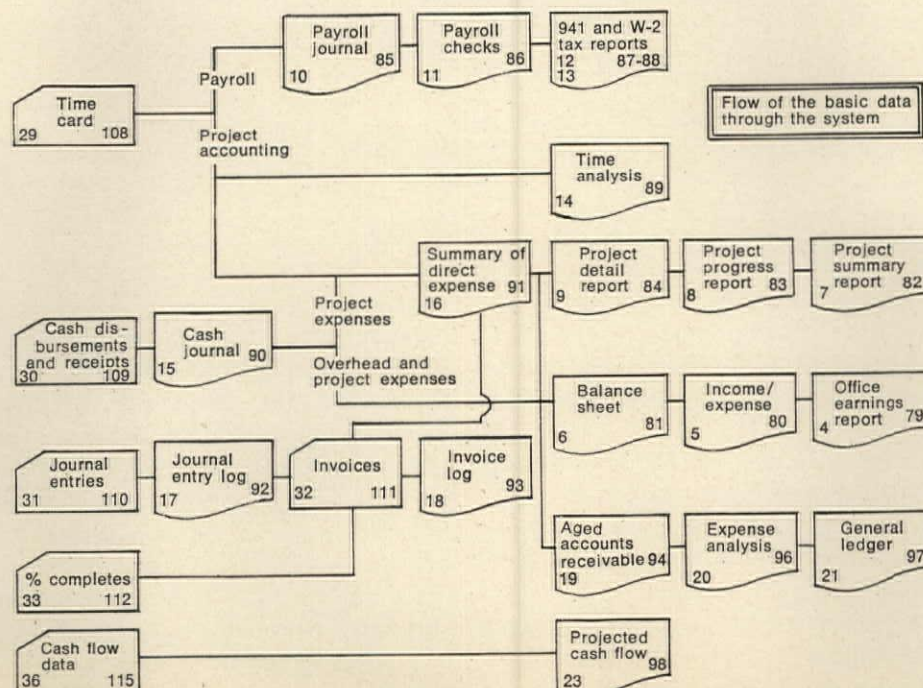 Payroll
journal
10 85
Payroll
checks
11 86
941 and W-2
tax reports
12 87-88
13
Payroll
Time
card
29 108
Flow of the basic data
through the system
Project
accounting
Time
analysis
14 89
Summary of
direct
expense 91
16
Project
detail
report 84
9
Project
progress
report 83
8
Project
summary
report 82
7
Project
expenses
Cash dis-
bursements
and receipts
30 109
Cash
journal 90
15
Overhead and
project expenses
Balance
sheet
6 81
Income/
expense
5 80
Office
earnings
report 79
4
Journal
entries
31 110
Journal
entry log
17 92
Invoices
32 111
Invoice
log
18 93
Aged
accounts
receivable 94
19
Expense
analysis
20 96
General
ledger
21 97
% completes
33 112
Cash flow
data
36 115
Projected
cash flow
23 98